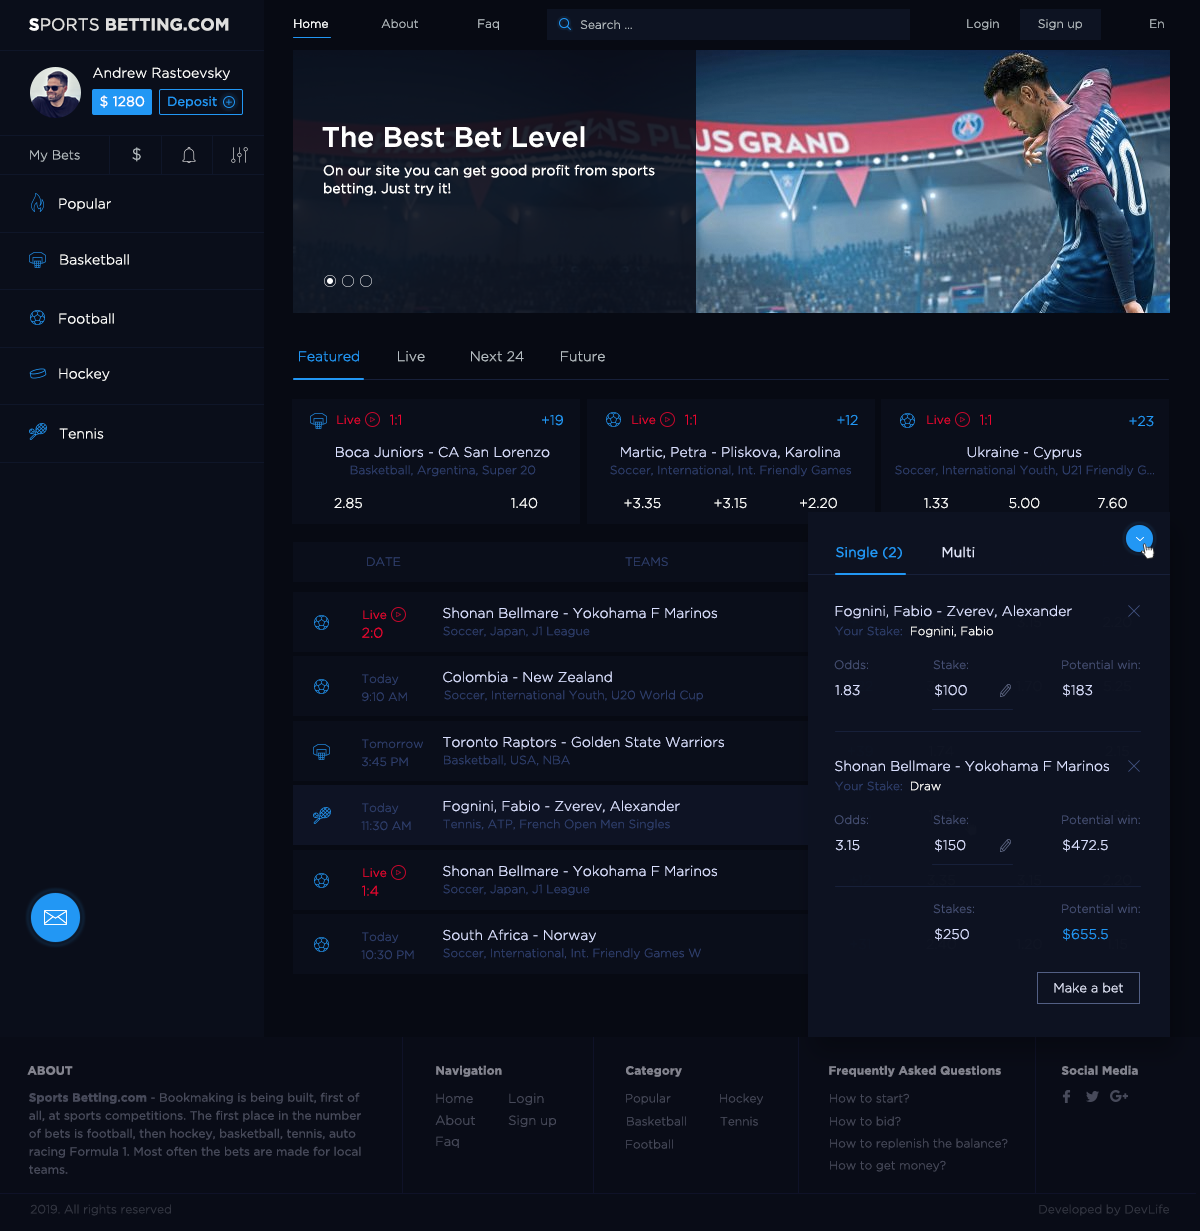 SPORTS BETTING.COM
Home
About
Faq
Search ...
Login
Sign up
En
Andrew Rastoevsky
$ 1280
Deposit
My Bets
$
Popular
Basketball
Football
Hockey
Tennis
The Best Bet Level
On our site you can get good profit from sports
betting. Just try it!
PLUS GRAND
NEYMAR JR
10
Featured
Live
Next 24
Future
Live 1:1 +19
Boca Juniors - CA San Lorenzo
Basketball, Argentina, Super 20
2.85 1.40
Live 1:1 +12
Martic, Petra - Pliskova, Karolina
Soccer, International, Int. Friendly Games
+3.35 +3.15 +2.20
Live 1:1 +23
Ukraine - Cyprus
Soccer, International Youth, U21 Friendly G...
1.33 5.00 7.60
DATE TEAMS
Live
2:0
Shonan Bellmare - Yokohama F Marinos
Soccer, Japan, J1 League
Today
9:10 AM
Colombia - New Zealand
Soccer, International Youth, U20 World Cup
Tomorrow
3:45 PM
Toronto Raptors - Golden State Warriors
Basketball, USA, NBA
Today
11:30 AM
Fognini, Fabio - Zverev, Alexander
Tennis, ATP, French Open Men Singles
Live
1:4
Shonan Bellmare - Yokohama F Marinos
Soccer, Japan, J1 League
Today
10:30 PM
South Africa - Norway
Soccer, International, Int. Friendly Games W
Single (2)
Multi
Fognini, Fabio - Zverev, Alexander
Your Stake: Fognini, Fabio
Odds: Stake: Potential win:
1.83 $100 $183
Shonan Bellmare - Yokohama F Marinos
Your Stake: Draw
Odds: Stake: Potential win:
3.15 $150 $472.5
Stakes: Potential win:
$250 $655.5
Make a bet
ABOUT
Sports Betting.com - Bookmaking is being built, first of
all, at sports competitions. The first place in the number
of bets is football, then hockey, basketball, tennis, auto
racing Formula 1. Most often the bets are made for local
teams.
Navigation
Home Login
About Sign up
Faq
Category
Popular Hockey
Basketball Tennis
Football
Frequently Asked Questions
How to start?
How to bid?
How to replenish the balance?
How to get money?
Social Media
2019. All rights reserved
Developed by DevLife